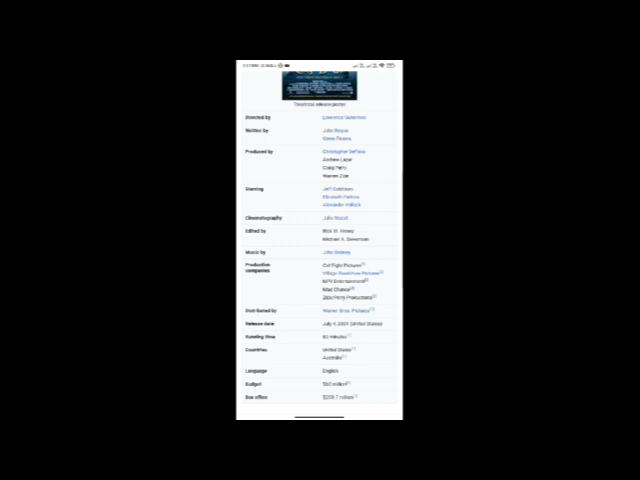 Theatrical release poster
Directed by Lawrence Guterman
Written by John Requa
Glenn Ficarra
Produced by Christopher DeFaria
Andrew Lazar
Craig Perry
Warren Zide
Starring Jeff Goldblum
Elizabeth Perkins
Alexander Pollock
Cinematography Julio Macat
Edited by Rick W. Finney
Michael A. Stevenson
Music by John Debney
Production companies
Village Roadshow Pictures
NPV Entertainment
Mad Chance
Zide/Perry Productions
Distributed by Warner Bros. Pictures
Release date July 4, 2001 (United States)
Running time
Countries United States
Australia
Language English
Budget $60 million
Box office